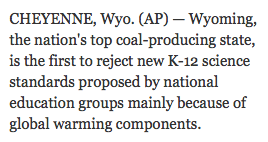 CHEYENNE, Wyo. (AP) — Wyoming,
the nation's top coal-producing state,
is the first to reject new K-12 science
standards proposed by national
education groups mainly because of
global warming components.